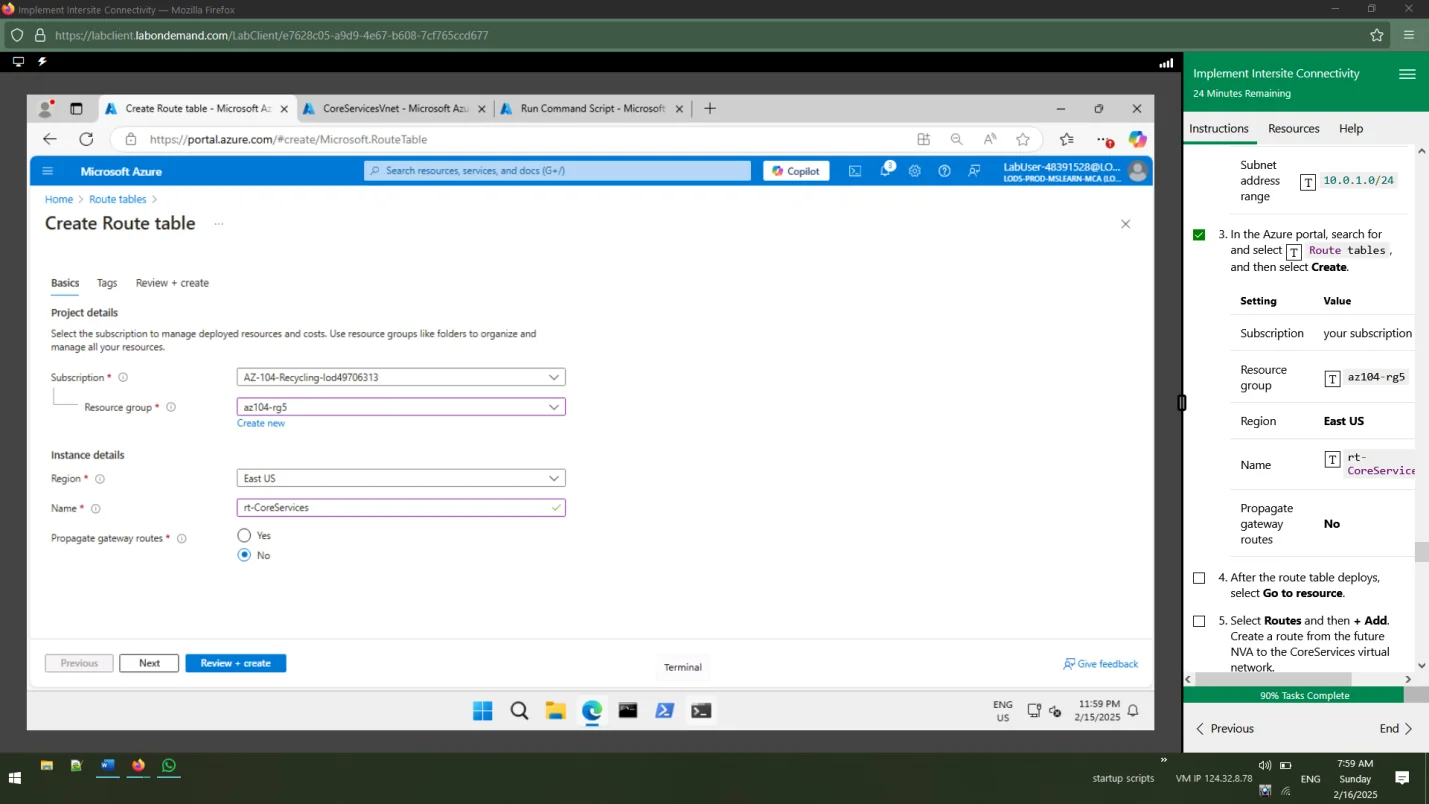 Implement Intersite Connectivity — Mozilla Firefox
https://labclient.labondemand.com/LabClient/e7628c05-a9d9-4e67-b608-7cf765ccd677
Create Route table - Microsoft Az
CoreServicesVnet - Microsoft Azu
Run Command Script - Microsoft
https://portal.azure.com/#create/Microsoft.RouteTable
Microsoft Azure
Search resources, services, and docs (G+/)
Copilot
3
LabUser-48391528@LO...
LODS-PROD-MSLEARN-MCA (LO...
Home > Route tables >
Create Route table ...
Basics
Tags
Review + create
Project details
Select the subscription to manage deployed resources and costs. Use resource groups like folders to organize and
manage all your resources.
Subscription *
AZ-104-Recycling-lod49706313
Resource group *
az104-rg5
Create new
Instance details
Region *
East US
Name *
rt-CoreServices
Propagate gateway routes *
Yes
No
Previous
Next
Review + create
Terminal
Give feedback
ENG
US
11:59 PM
2/15/2025
Implement Intersite Connectivity
24 Minutes Remaining
Instructions
Resources
Help
Subnet
address
range
T 10.0.1.0/24
3. In the Azure portal, search for
and select T Route tables,
and then select Create.
Setting Value
Subscription your subscription
Resource
group
T az104-rg5
Region East US
Name
T rt-
CoreService
Propagate
gateway
routes
No
4. After the route table deploys,
select Go to resource.
5. Select Routes and then + Add.
Create a route from the future
NVA to the CoreServices virtual
network.
90% Tasks Complete
< Previous
End >
startup scripts
VM IP 124.32.8.78
ENG
7:59 AM
Sunday
2/16/2025